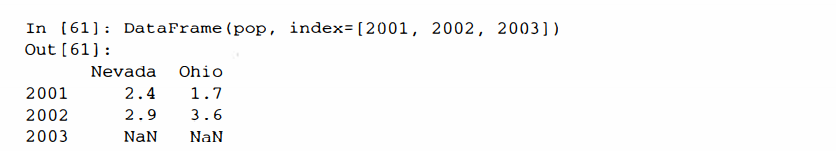 In [61]: DataFrame(pop, index=[2001, 2002, 2003])
Out[61]:
Nevada Ohio
2001 2.4 1.7
2002 2.9 3.6
2003 NaN NaN